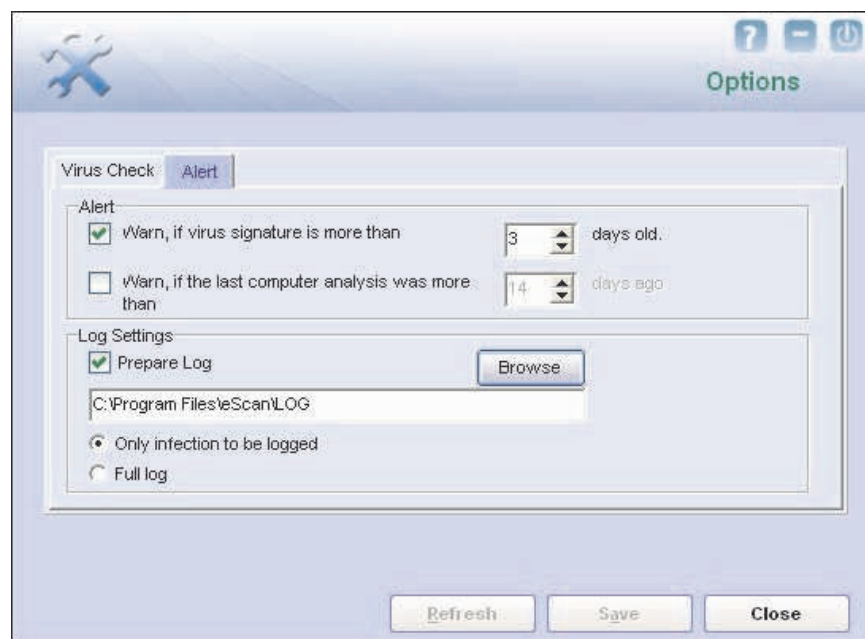 ?
Options
Virus Check
Alert
Alert
Warn, if virus signature is more than 3 days old.
Warn, if the last computer analysis was more than 14 days ago
Log Settings
Prepare Log
Browse
C:\Program Files\eScan\LOG
Only infection to be logged
Full log
Refresh
Save
Close